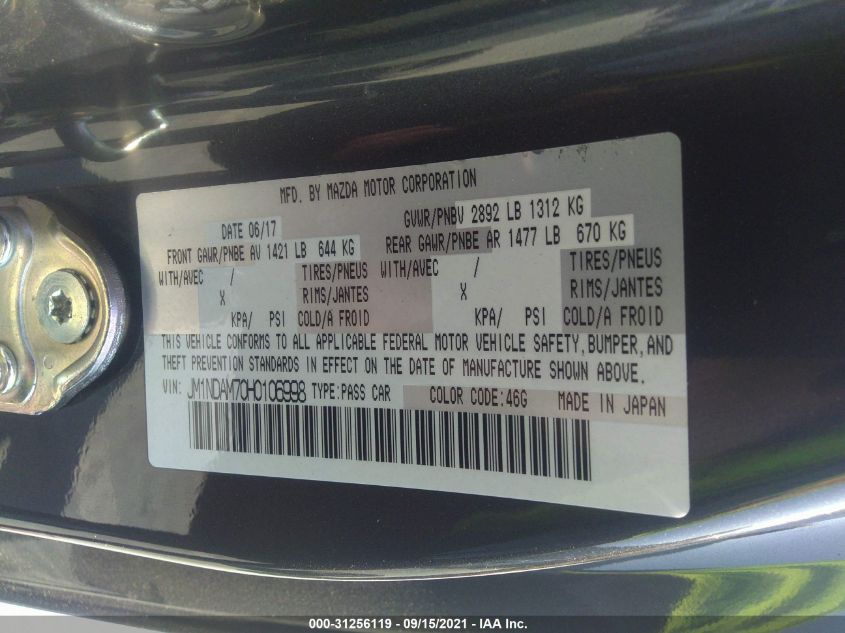 MFD. BY MAZDA MOTOR CORPORATION
DATE 06/17 GVWR/PNBV 2892 LB 1312 KG
FRONT GAWR/PNBE AV 1421 LB 644 KG REAR GAWR/PNBE AR 1477 LB 670 KG
WITH/AVEC / TIRES/PNEUS WITH/AVEC / TIRES/PNEUS
X RIMS/JANTES X RIMS/JANTES
KPA/ PSI COLD/A FROID KPA/ PSI COLD/A FROID
THIS VEHICLE CONFORMS TO ALL APPLICABLE FEDERAL MOTOR VEHICLE SAFETY, BUMPER, AND
THEFT PREVENTION STANDARDS IN EFFECT ON THE DATE OF MANUFACTURE SHOWN ABOVE.
VIN: JM1NDAM70H0106998 TYPE:PASS CAR COLOR CODE:46G MADE IN JAPAN
000-31256119 - 09/15/2021 - IAA Inc.